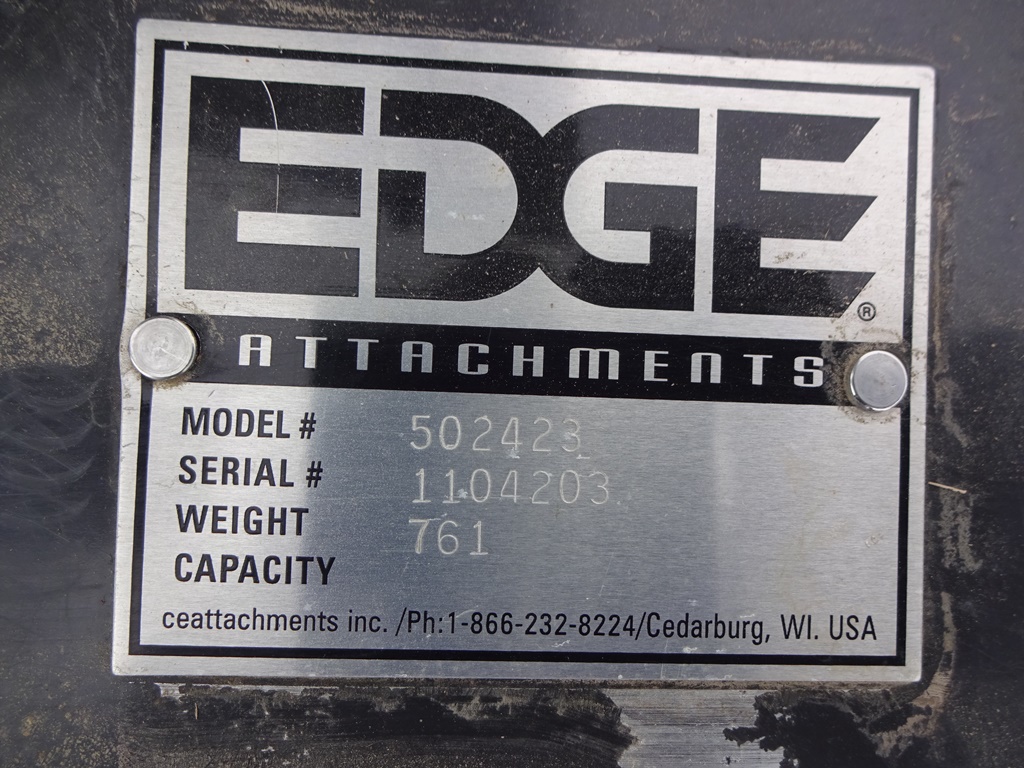 EDGE®
ATTACHMENTS
MODEL # 502423
SERIAL # 1104203
WEIGHT 761
CAPACITY
ceattachments inc. /Ph:1-866-232-8224/Cedarburg, WI. USA